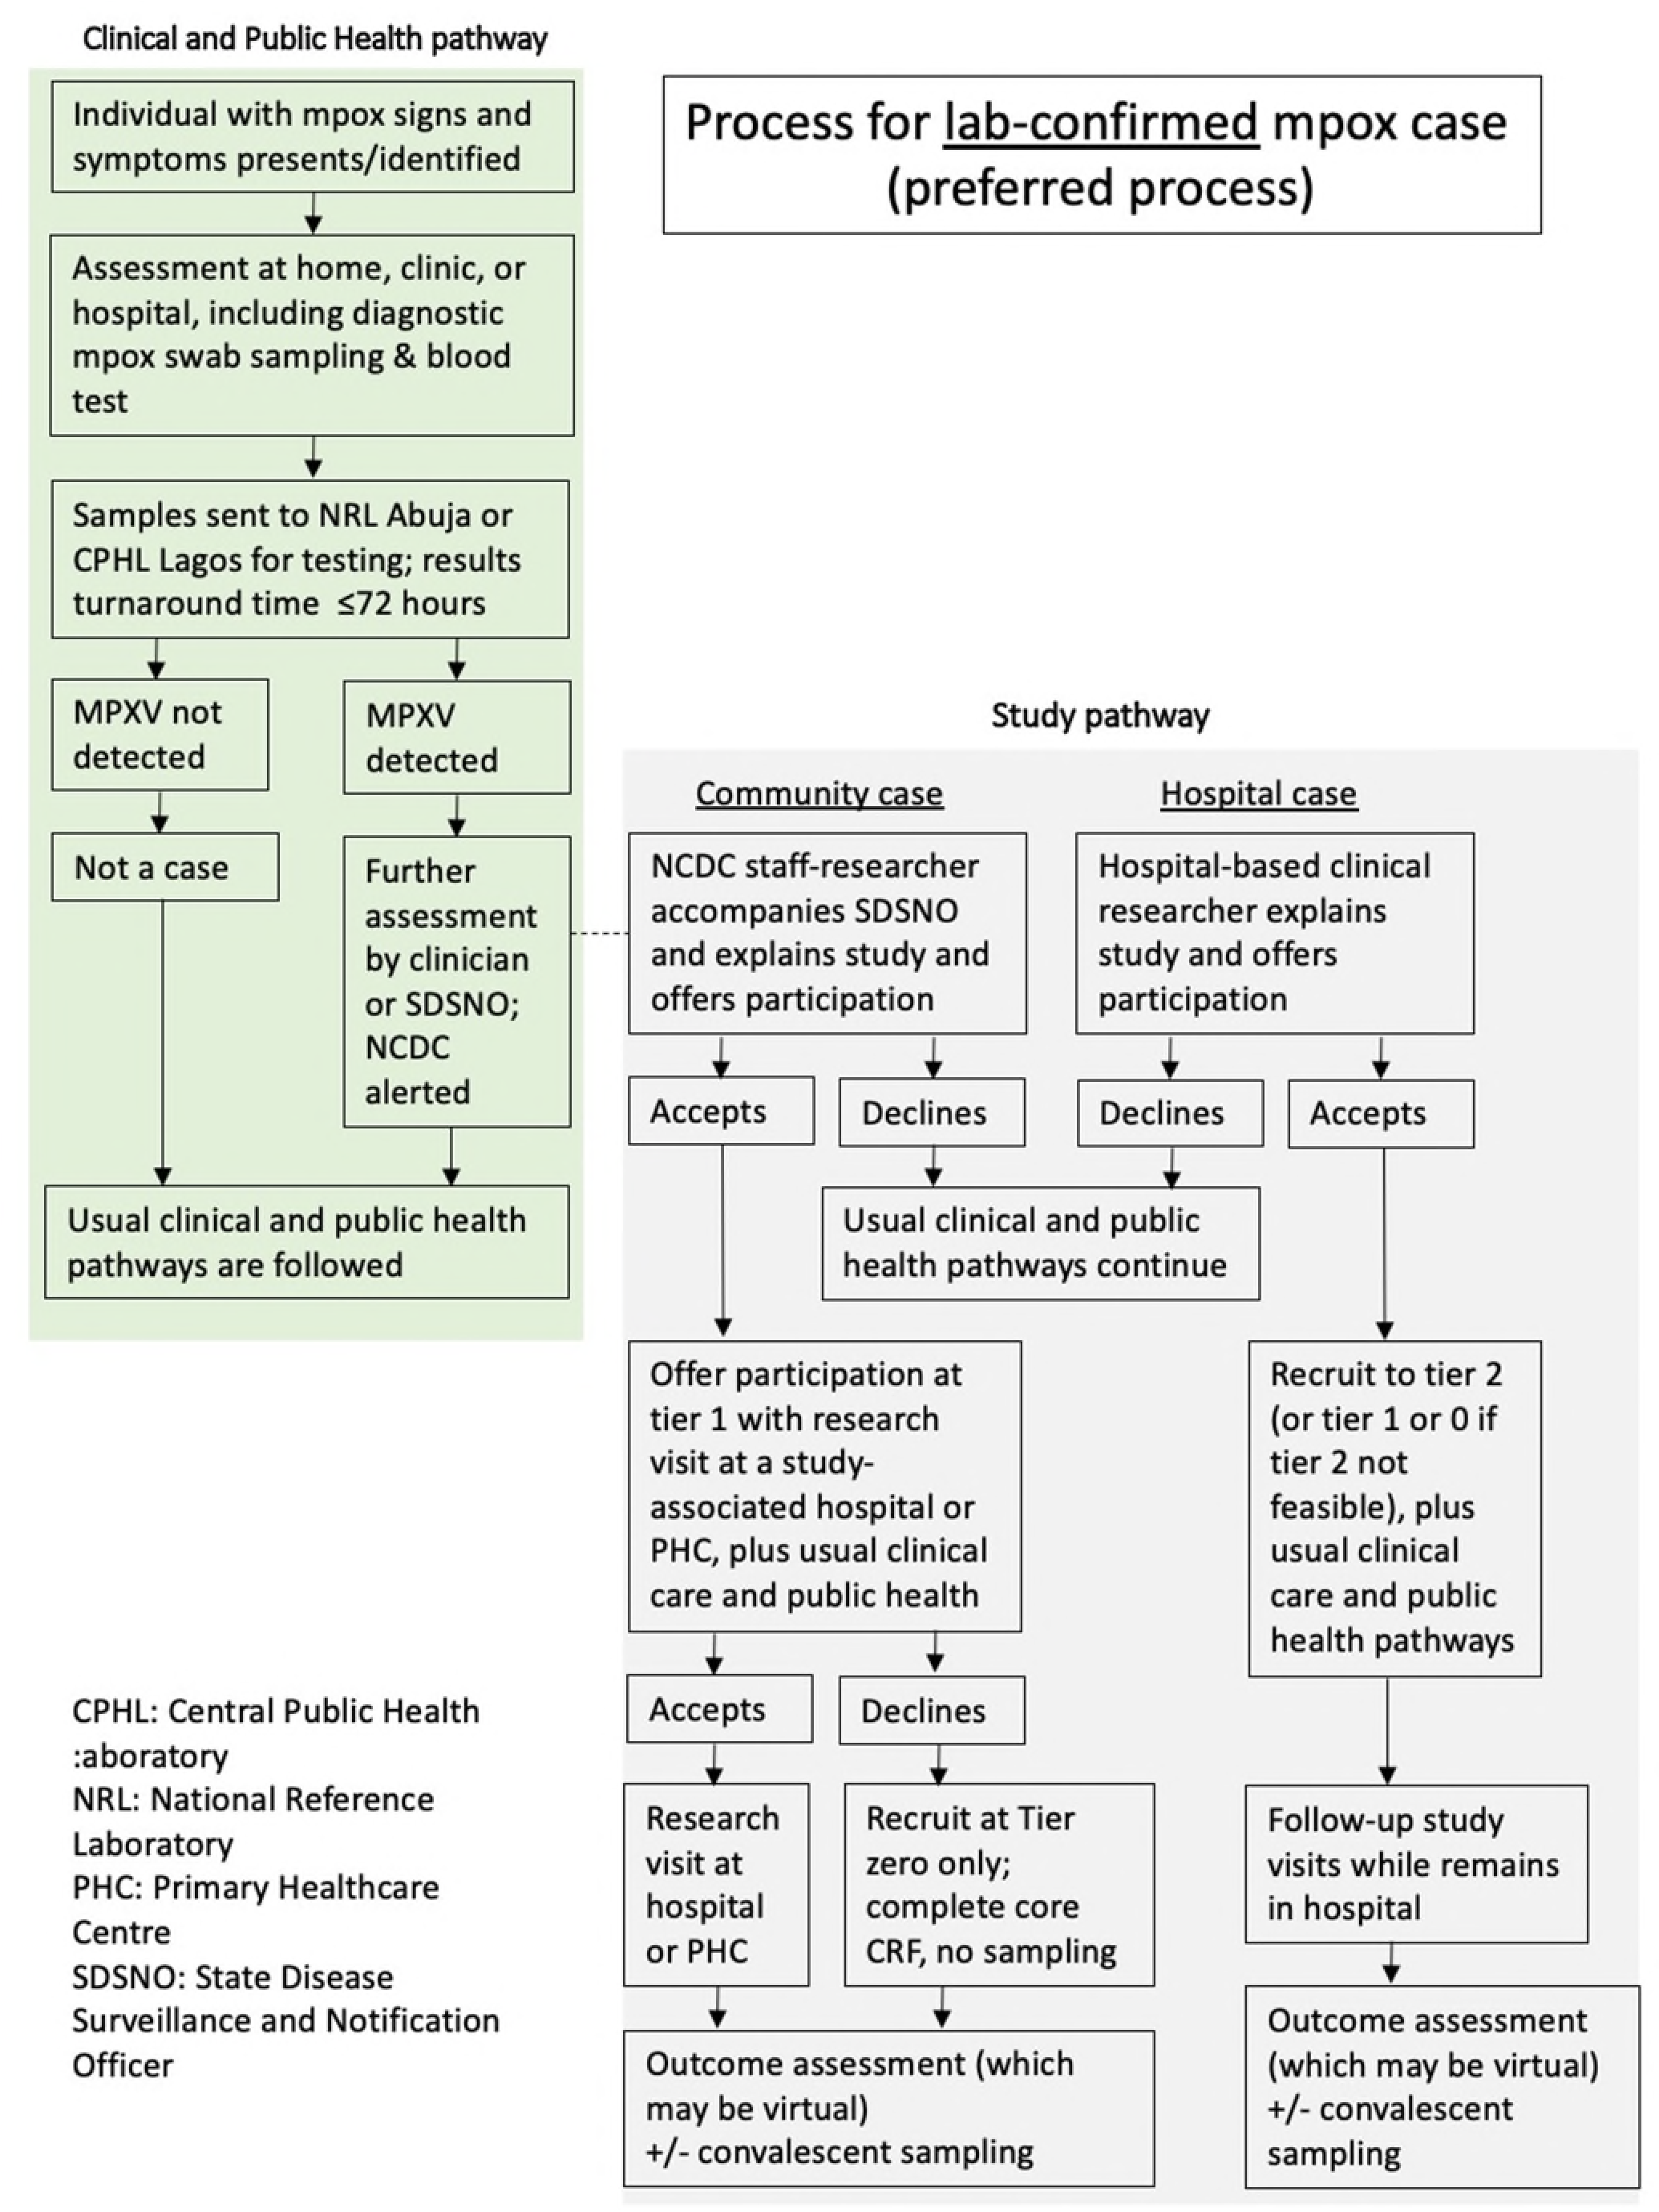 Clinical and Public Health pathway
Individual with mpox signs and
symptoms presents/identified
Assessment at home, clinic, or
hospital, including diagnostic
mpox swab sampling & blood
test
Samples sent to NRL Abuja or
CPHL Lagos for testing; results
turnaround time ≤72 hours
MPXV not
detected
MPXV
detected
Not a case
Further
assessment
by clinician
or SDSNO;
NCDC
alerted
Usual clinical and public health
pathways are followed
Process for lab-confirmed mpox case
(preferred process)
Study pathway
Community case
Hospital case
NCDC staff-researcher
accompanies SDSNO
and explains study and
offers participation
Hospital-based clinical
researcher explains
study and offers
participation
Accepts
Declines
Declines
Accepts
Usual clinical and public
health pathways continue
Offer participation at
tier 1 with research
visit at a study-
associated hospital or
PHC, plus usual clinical
care and public health
Recruit to tier 2
(or tier 1 or 0 if
tier 2 not
feasible), plus
usual clinical
care and public
health pathways
Accepts
Declines
Research
visit at
hospital
or PHC
Recruit at Tier
zero only;
complete core
CRF, no sampling
Follow-up study
visits while remains
in hospital
Outcome assessment (which
may be virtual)
+/- convalescent sampling
Outcome assessment
(which may be virtual)
+/- convalescent
sampling
CPHL: Central Public Health
:aboratory
NRL: National Reference
Laboratory
PHC: Primary Healthcare
Centre
SDSNO: State Disease
Surveillance and Notification
Officer